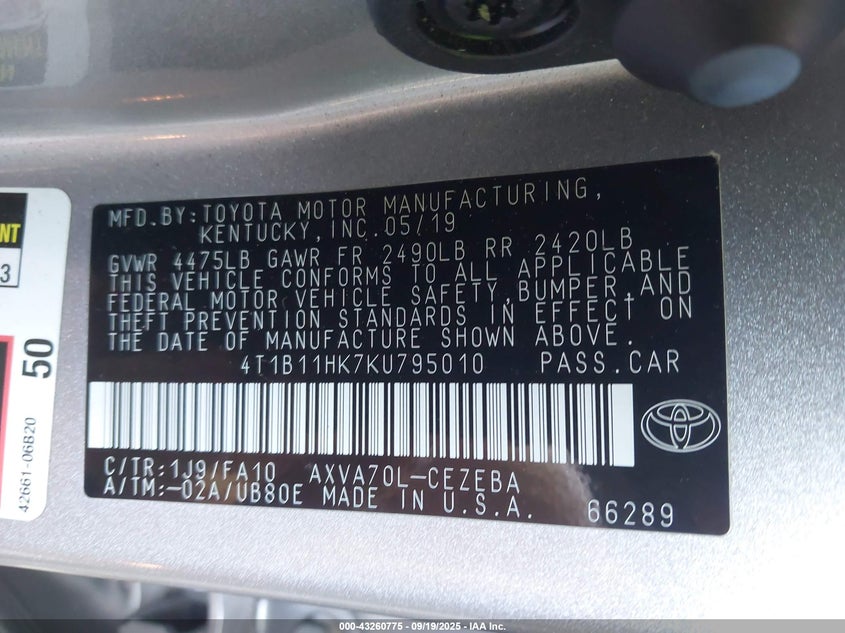 MFD.BY:TOYOTA MOTOR MANUFACTURING,
KENTUCKY,INC.05/19
GVWR 4475LB GAWR FR 2490LB RR 2420LB
THIS VEHICLE CONFORMS TO ALL APPLICABLE
FEDERAL MOTOR VEHICLE SAFETY,BUMPER,AND
THEFT PREVENTION STANDARDS IN EFFECT ON
THE DATE OF MANUFACTURE SHOWN ABOVE.
4T1B11HK7KU795010 PASS.CAR
C/TR:1J9/FA10 AXVA70L-CEZEBA
A/TM:-02A/UB80E MADE IN U.S.A.
66289
NT
3
50
42661-06B20
000-43260775 - 09/19/2025 - IAA Inc.